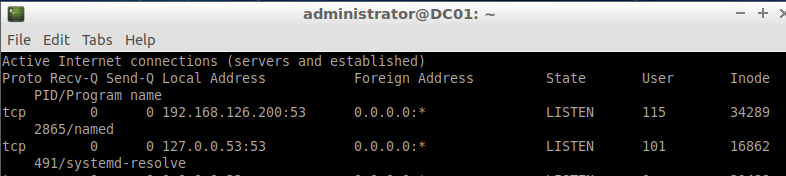 administrator@DC01: ~
File Edit Tabs Help
Active Internet connections (servers and established)
Proto Recv-Q Send-Q Local Address           Foreign Address         State       User       Inode
    PID/Program name
tcp        0      0 192.168.126.200:53      0.0.0.0:*               LISTEN      115        34289
    2865/named
tcp        0      0 127.0.0.53:53           0.0.0.0:*               LISTEN      101        16862
    491/systemd-resolve